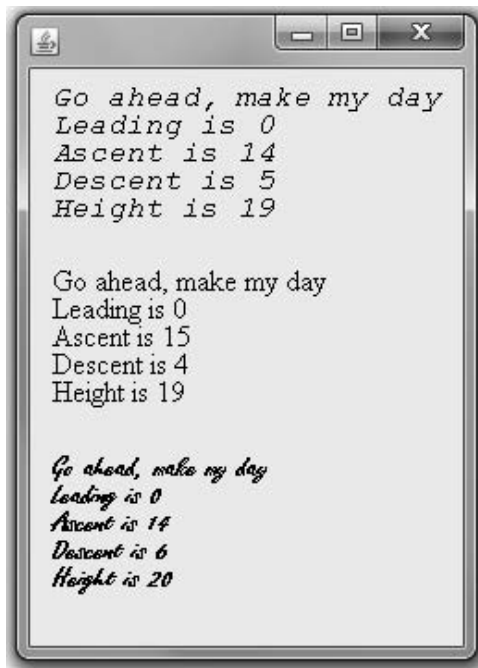 Go ahead, make my day
Leading is 0
Ascent is 14
Descent is 5
Height is 19
Go ahead, make my day
Leading is 0
Ascent is 15
Descent is 4
Height is 19
Go ahead, make my day
Leading is 0
Ascent is 14
Descent is 6
Height is 20